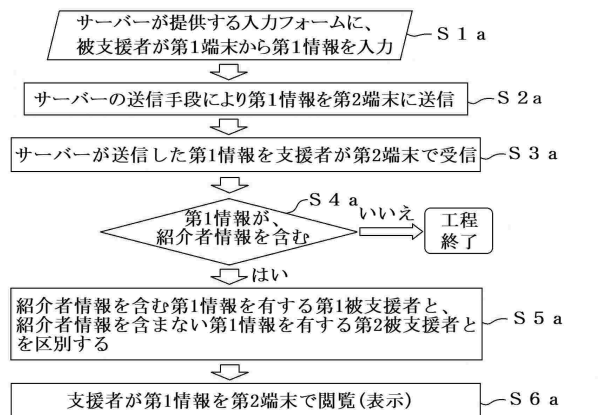 サーバーが提供する入力フォームに、
被支援者が第1端末から第1情報を入力
S1a
サーバーの送信手段により第1情報を第2端末に送信
S2a
サーバーが送信した第1情報を支援者が第2端末で受信
S3a
S4a
第1情報が、
紹介者情報を含む
いいえ
工程
終了
はい
紹介者情報を含む第1情報を有する第1被支援者と、
紹介者情報を含まない第1情報を有する第2被支援者と
を区別する
S5a
支援者が第1情報を第2端末で閲覧(表示)
S6a